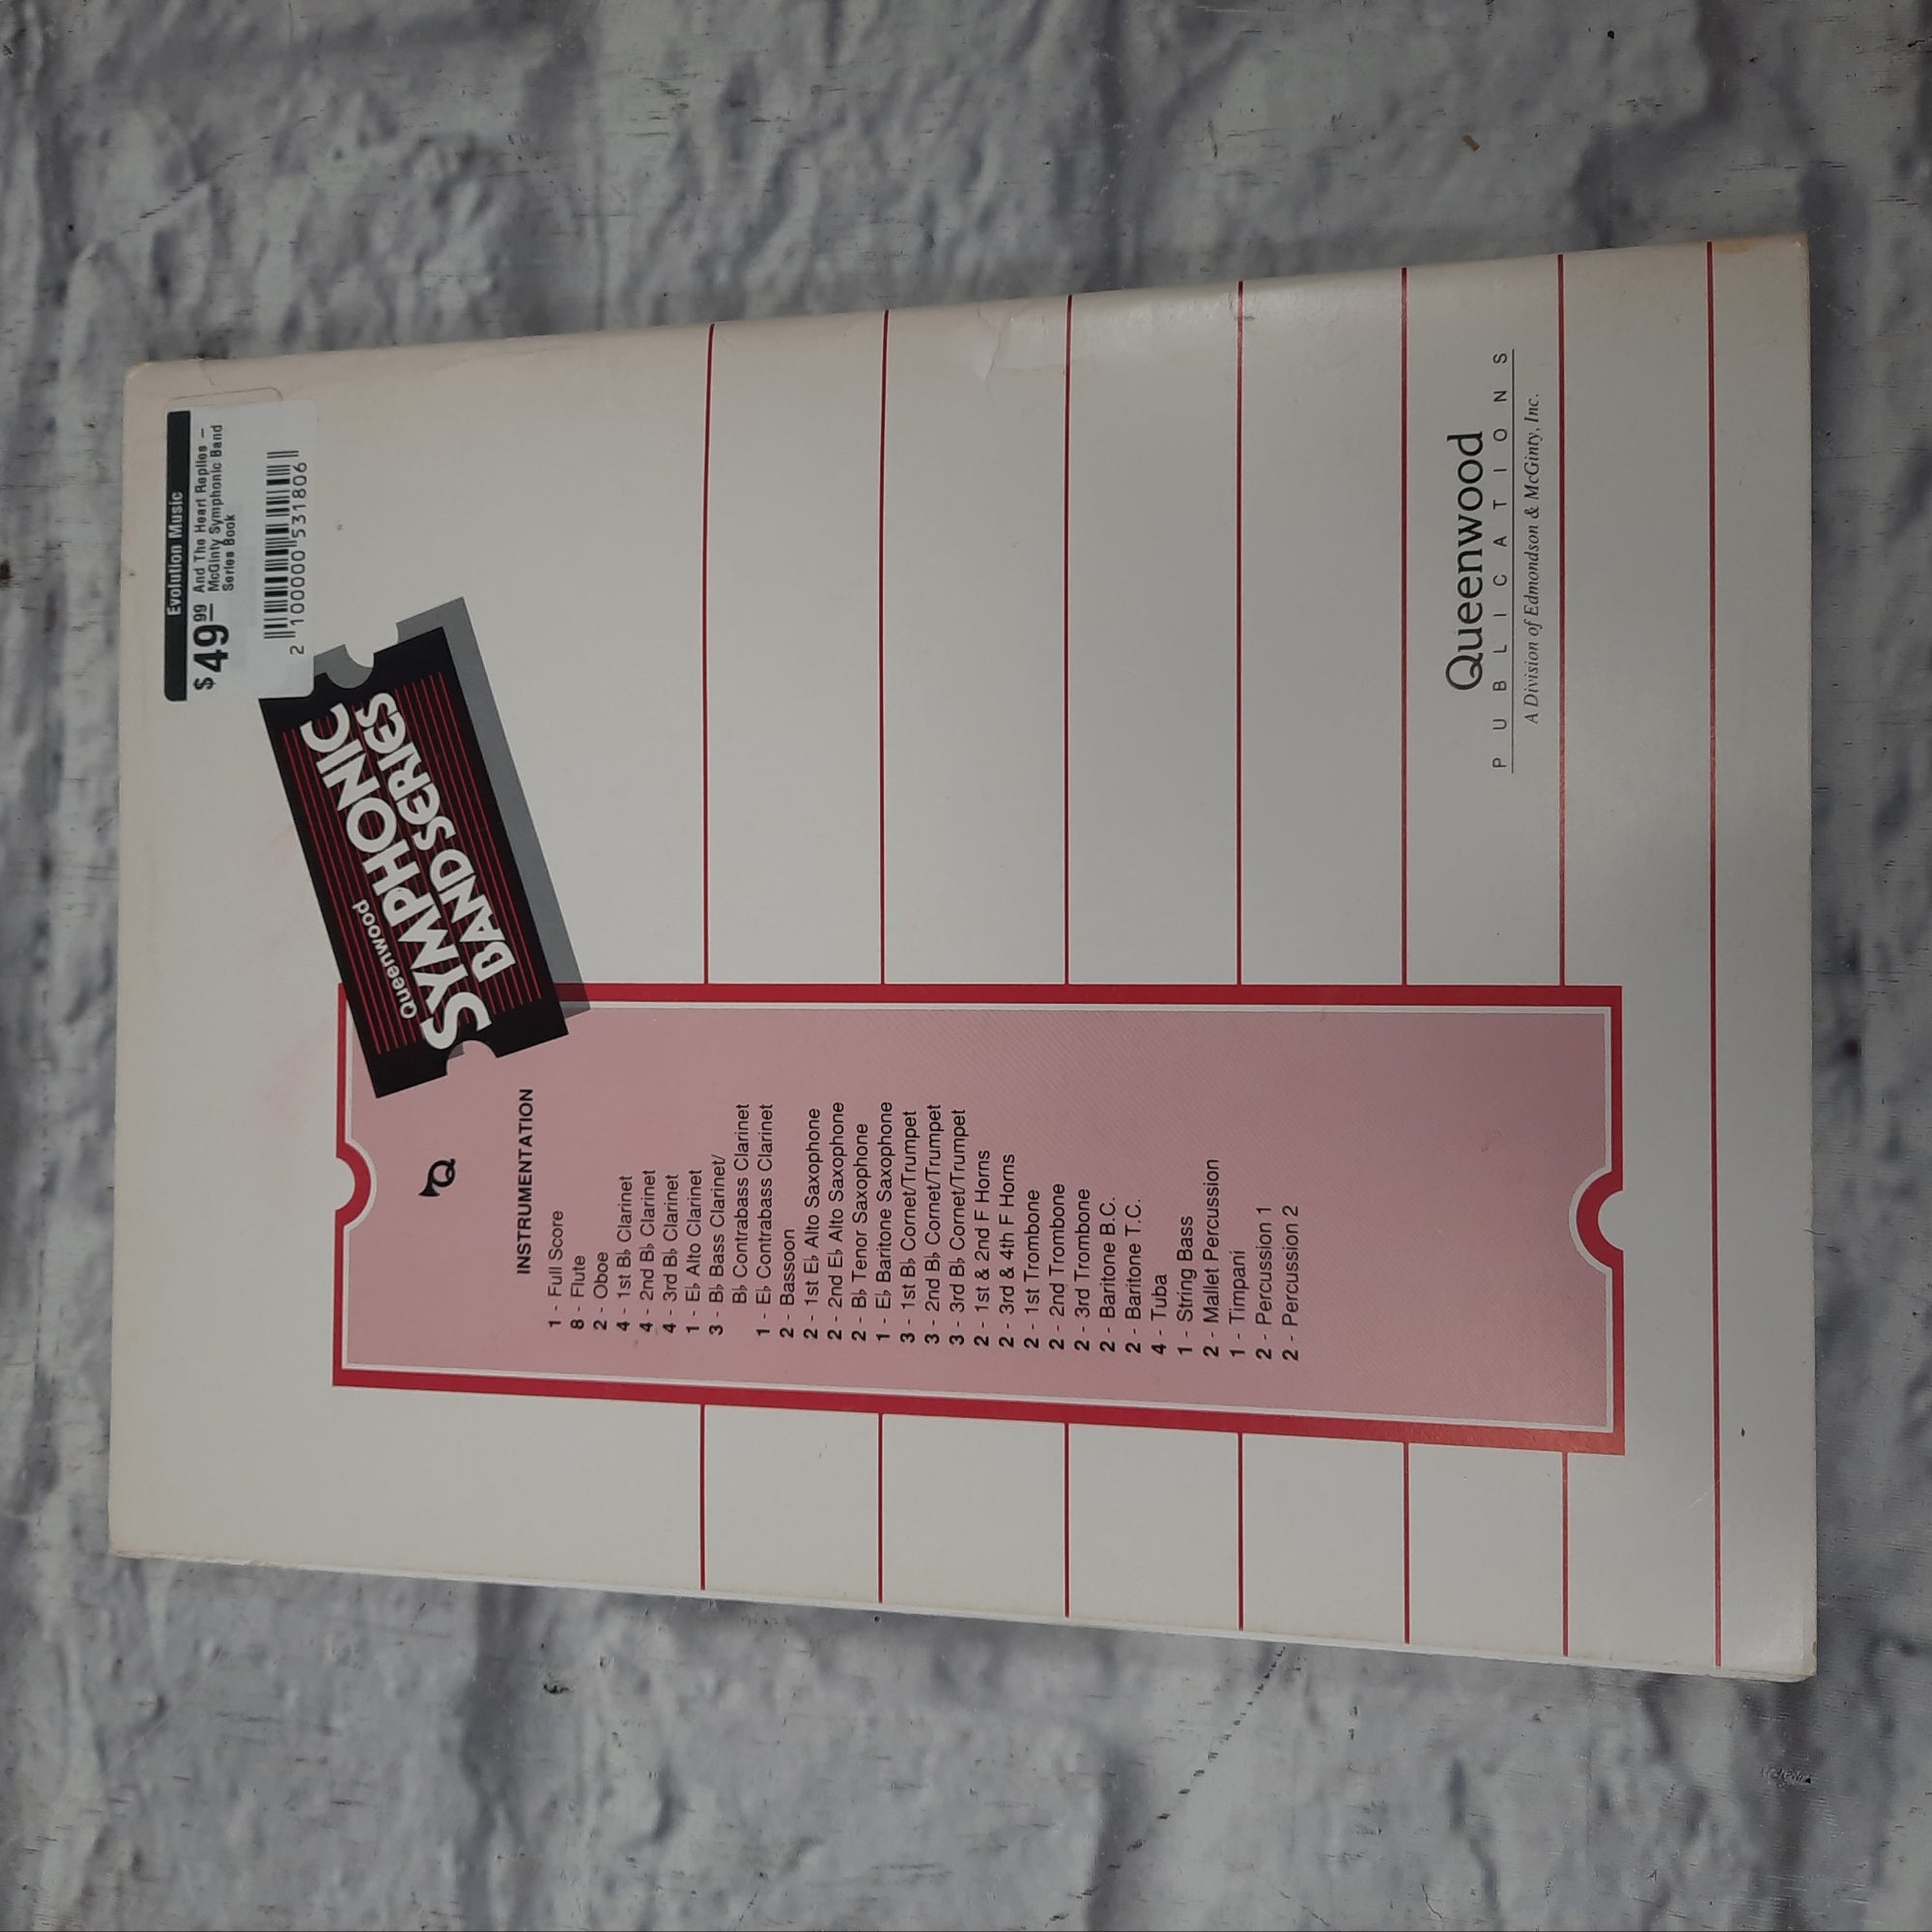 Evolution Music
$49.99 And The Heart Replies –
McGinty Symphonic Band
Series Book
2 100000 531806
Queenwood
SYMPHONIC
BAND SERIES
Q
INSTRUMENTATION
1 - Full Score
8 - Flute
2 - Oboe
4 - 1st B♭ Clarinet
4 - 2nd B♭ Clarinet
4 - 3rd B♭ Clarinet
1 - E♭ Alto Clarinet
3 - B♭ Bass Clarinet/
B♭ Contrabass Clarinet
1 - E♭ Contrabass Clarinet
2 - Bassoon
2 - 1st E♭ Alto Saxophone
2 - 2nd E♭ Alto Saxophone
2 - B♭ Tenor Saxophone
1 - E♭ Baritone Saxophone
3 - 1st B♭ Cornet/Trumpet
3 - 2nd B♭ Cornet/Trumpet
3 - 3rd B♭ Cornet/Trumpet
2 - 1st & 2nd F Horns
2 - 3rd & 4th F Horns
2 - 1st Trombone
2 - 2nd Trombone
2 - 3rd Trombone
2 - Baritone B.C.
2 - Baritone T.C.
4 - Tuba
1 - String Bass
2 - Mallet Percussion
1 - Timpani
2 - Percussion 1
2 - Percussion 2
Queenwood
PUBLICATIONS
A Division of Edmondson & McGinty, Inc.